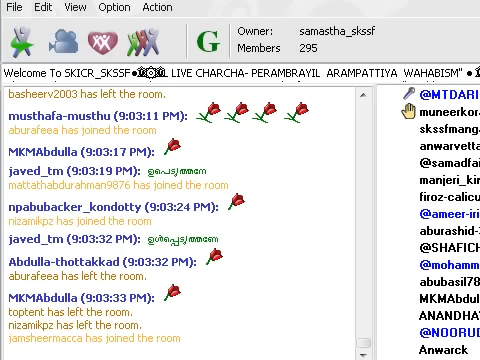 File Edit View Option Action
G Owner: samastha_skssf
Members 295
Welcome To SKICR_SKSSF LIVE CHARCHA- PERAMBRAYIL ARAMPATTIYA WAHABISM"
basheerv2003 has left the room.
musthafa-musthu (9:03:11 PM):
aburafeea has joined the room
MKMAbdulla (9:03:17 PM):
javed_tm (9:03:19 PM):
mattathabdurahman9876 has joined the room
npabubacker_kondotty (9:03:24 PM):
nizamikpz has joined the room
javed_tm (9:03:32 PM): ഉൾപ്പെടുത്തണേ
Abdulla-thottakkad (9:03:32 PM):
aburafeea has left the room.
MKMAbdulla (9:03:33 PM):
toptent has left the room.
nizamikpz has left the room.
jamsheermacca has joined the room
@MTDARI
muneerkora
skssfmang
anwarvetta
@samadfai
manjeri_kir
firoz-calicu
@ameer-iri
aburashid-
@SHAFICH
@mohamm
abubasil78
MKMAbdul
ANANDHA
@NOORUD
Anwarck